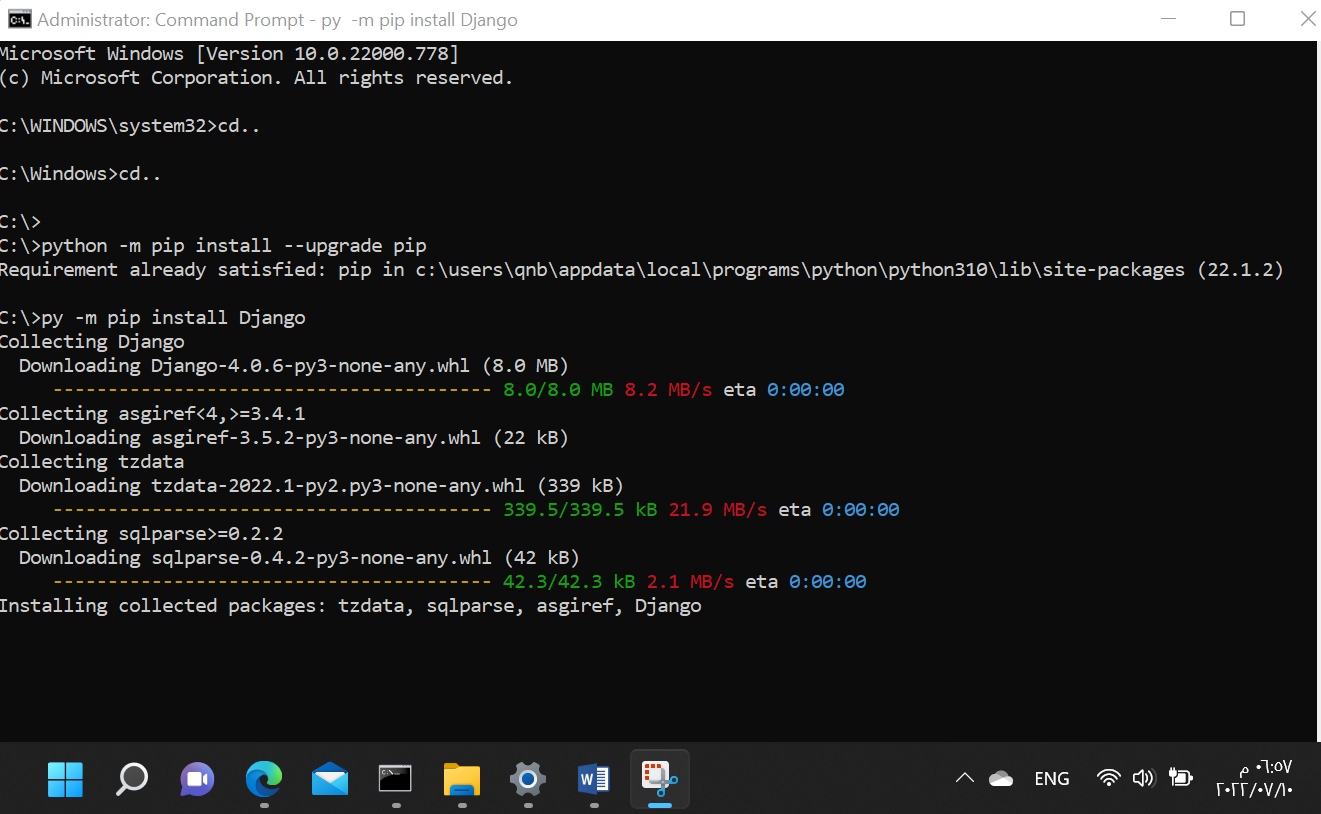 Administrator: Command Prompt - py  -m pip install Django
Microsoft Windows [Version 10.0.22000.778]
(c) Microsoft Corporation. All rights reserved.
C:\WINDOWS\system32>cd..
C:\Windows>cd..
C:\>
C:\>python -m pip install --upgrade pip
Requirement already satisfied: pip in c:\users\qnb\appdata\local\programs\python\python310\lib\site-packages (22.1.2)
C:\>py -m pip install Django
Collecting Django
  Downloading Django-4.0.6-py3-none-any.whl (8.0 MB)
     ---------------------------------------- 8.0/8.0 MB 8.2 MB/s eta 0:00:00
Collecting asgiref<4,>=3.4.1
  Downloading asgiref-3.5.2-py3-none-any.whl (22 kB)
Collecting tzdata
  Downloading tzdata-2022.1-py2.py3-none-any.whl (339 kB)
     ---------------------------------------- 339.5/339.5 kB 21.9 MB/s eta 0:00:00
Collecting sqlparse>=0.2.2
  Downloading sqlparse-0.4.2-py3-none-any.whl (42 kB)
     ---------------------------------------- 42.3/42.3 kB 2.1 MB/s eta 0:00:00
Installing collected packages: tzdata, sqlparse, asgiref, Django
ENG
٠٦:٥٧ م
٢٠٢٢/٠٧/١٠